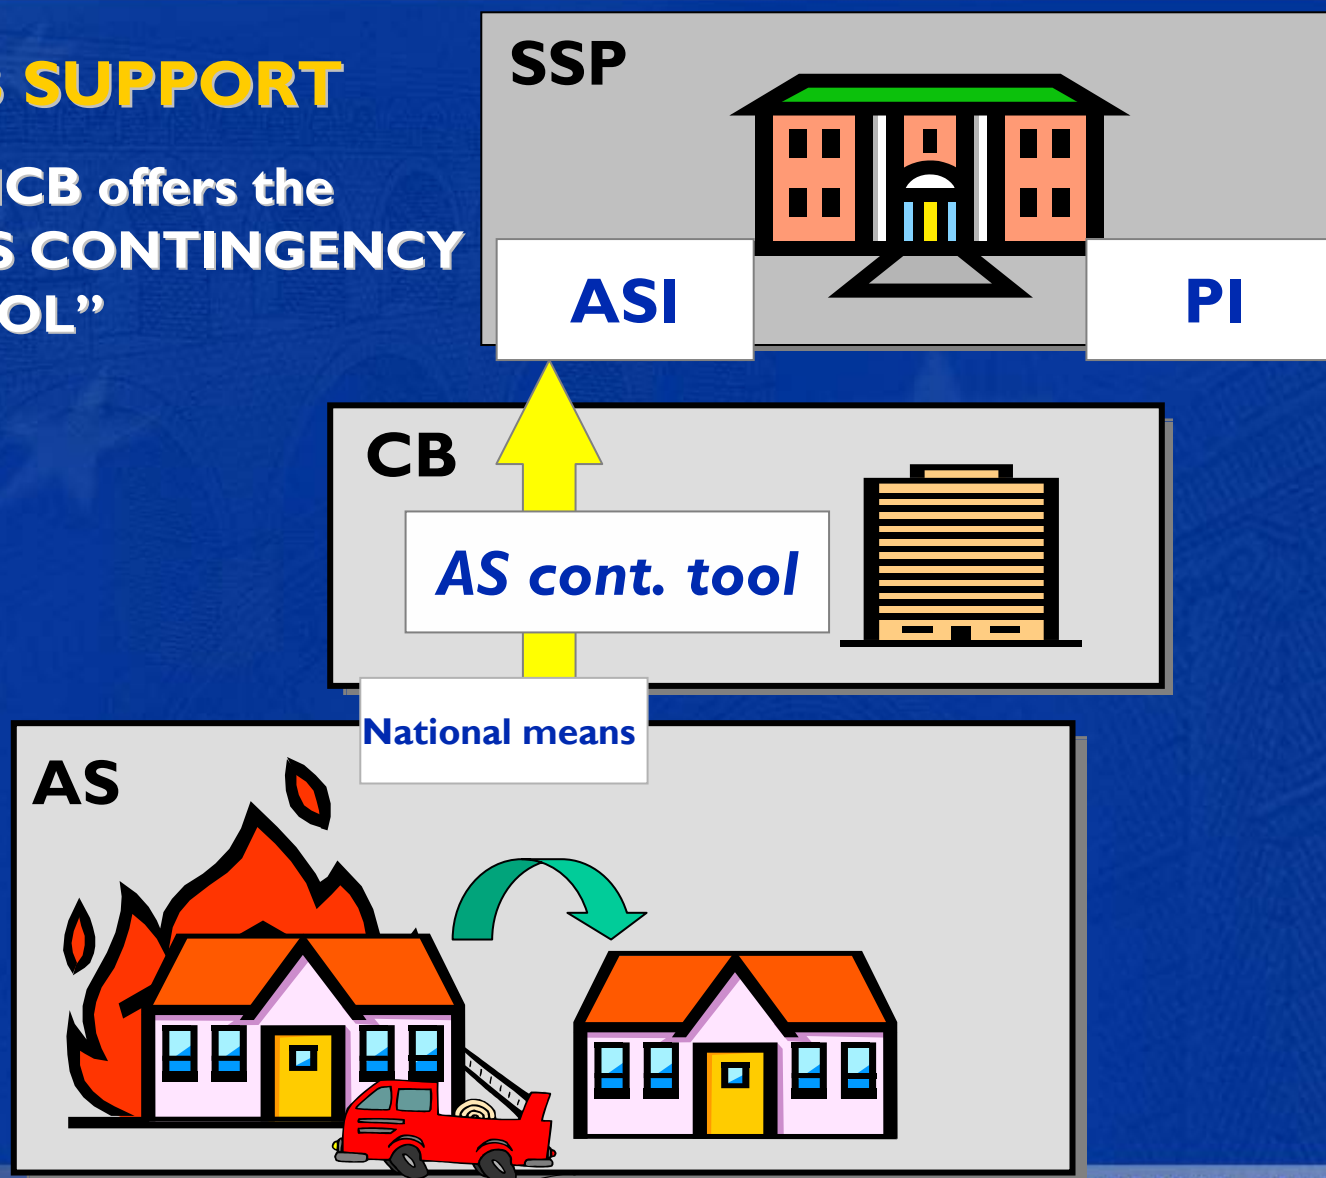 SUPPORT
CB offers the
CONTINGENCY
OL”
SSP
ASI
PI
CB
AS cont. tool
National means
AS